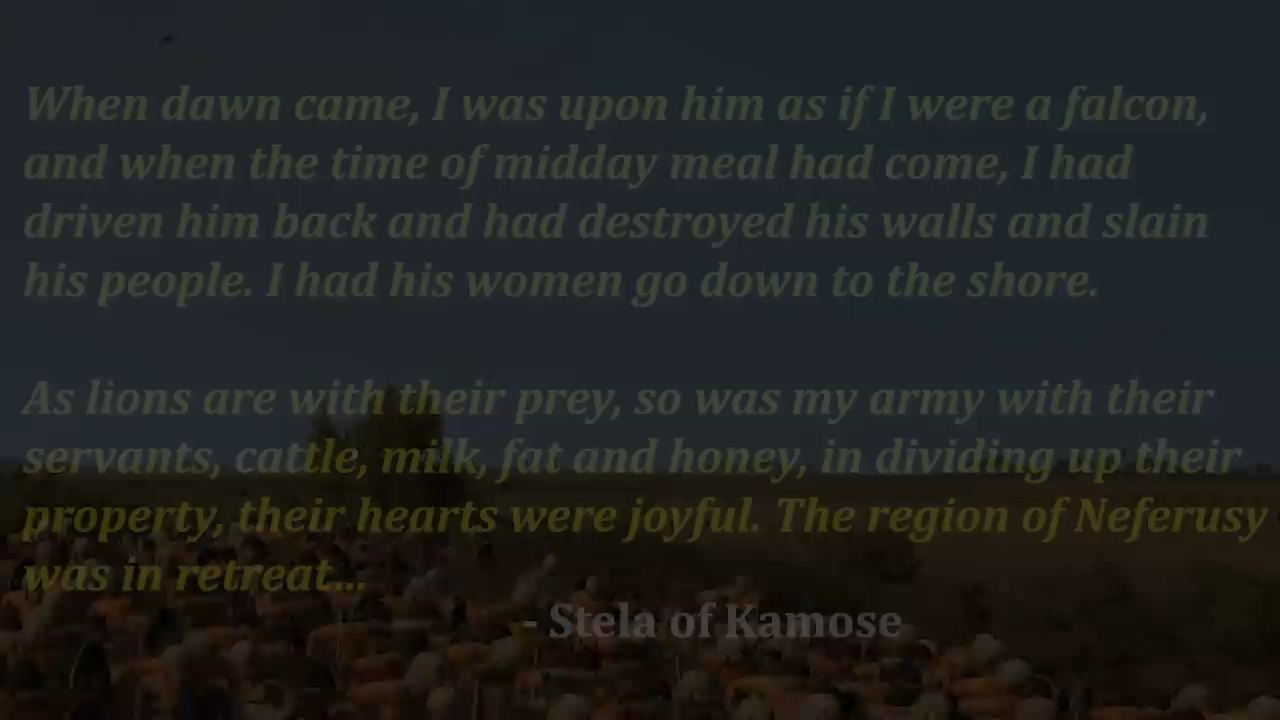 When dawn came, I was upon him as if I were a falcon,
and when the time of midday meal had come, I had
driven him back and had destroyed his walls and slain
his people. I had his women go down to the shore.
As lions are with their prey, so was my army with their
servants, cattle, milk, fat and honey, in dividing up their
property, their hearts were joyful. The region of Neferusy
was in retreat...
- Stela of Kamose